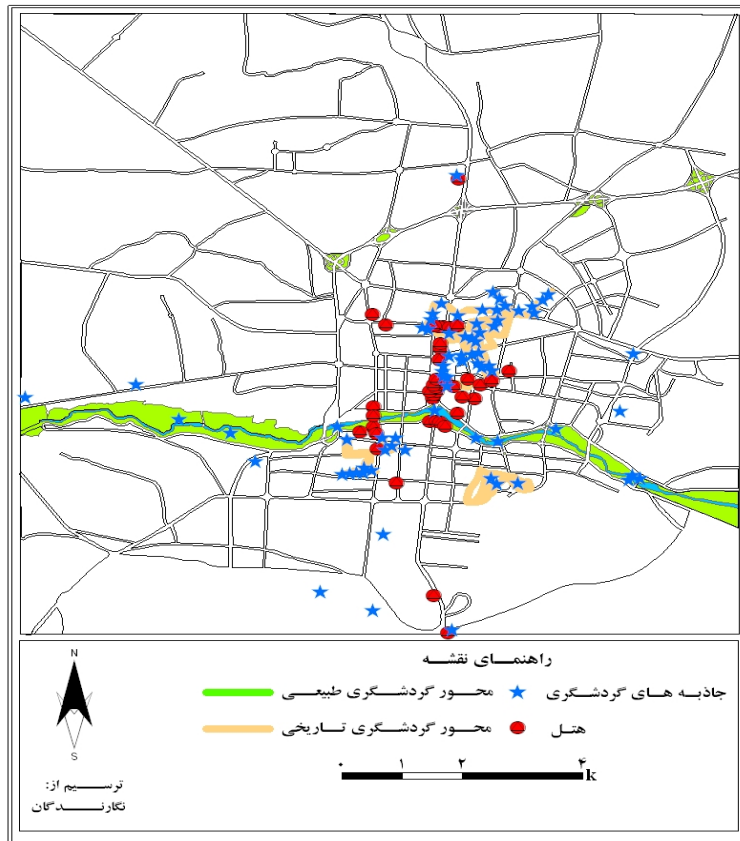 راهنمای نقشه
جاذبه های گردشگری
محور گردشگری طبیعی
هتل
محور گردشگری تاریخی
N
S
۰ ۱ ۲ ۴ k
ترسیم از:
نگارندگان